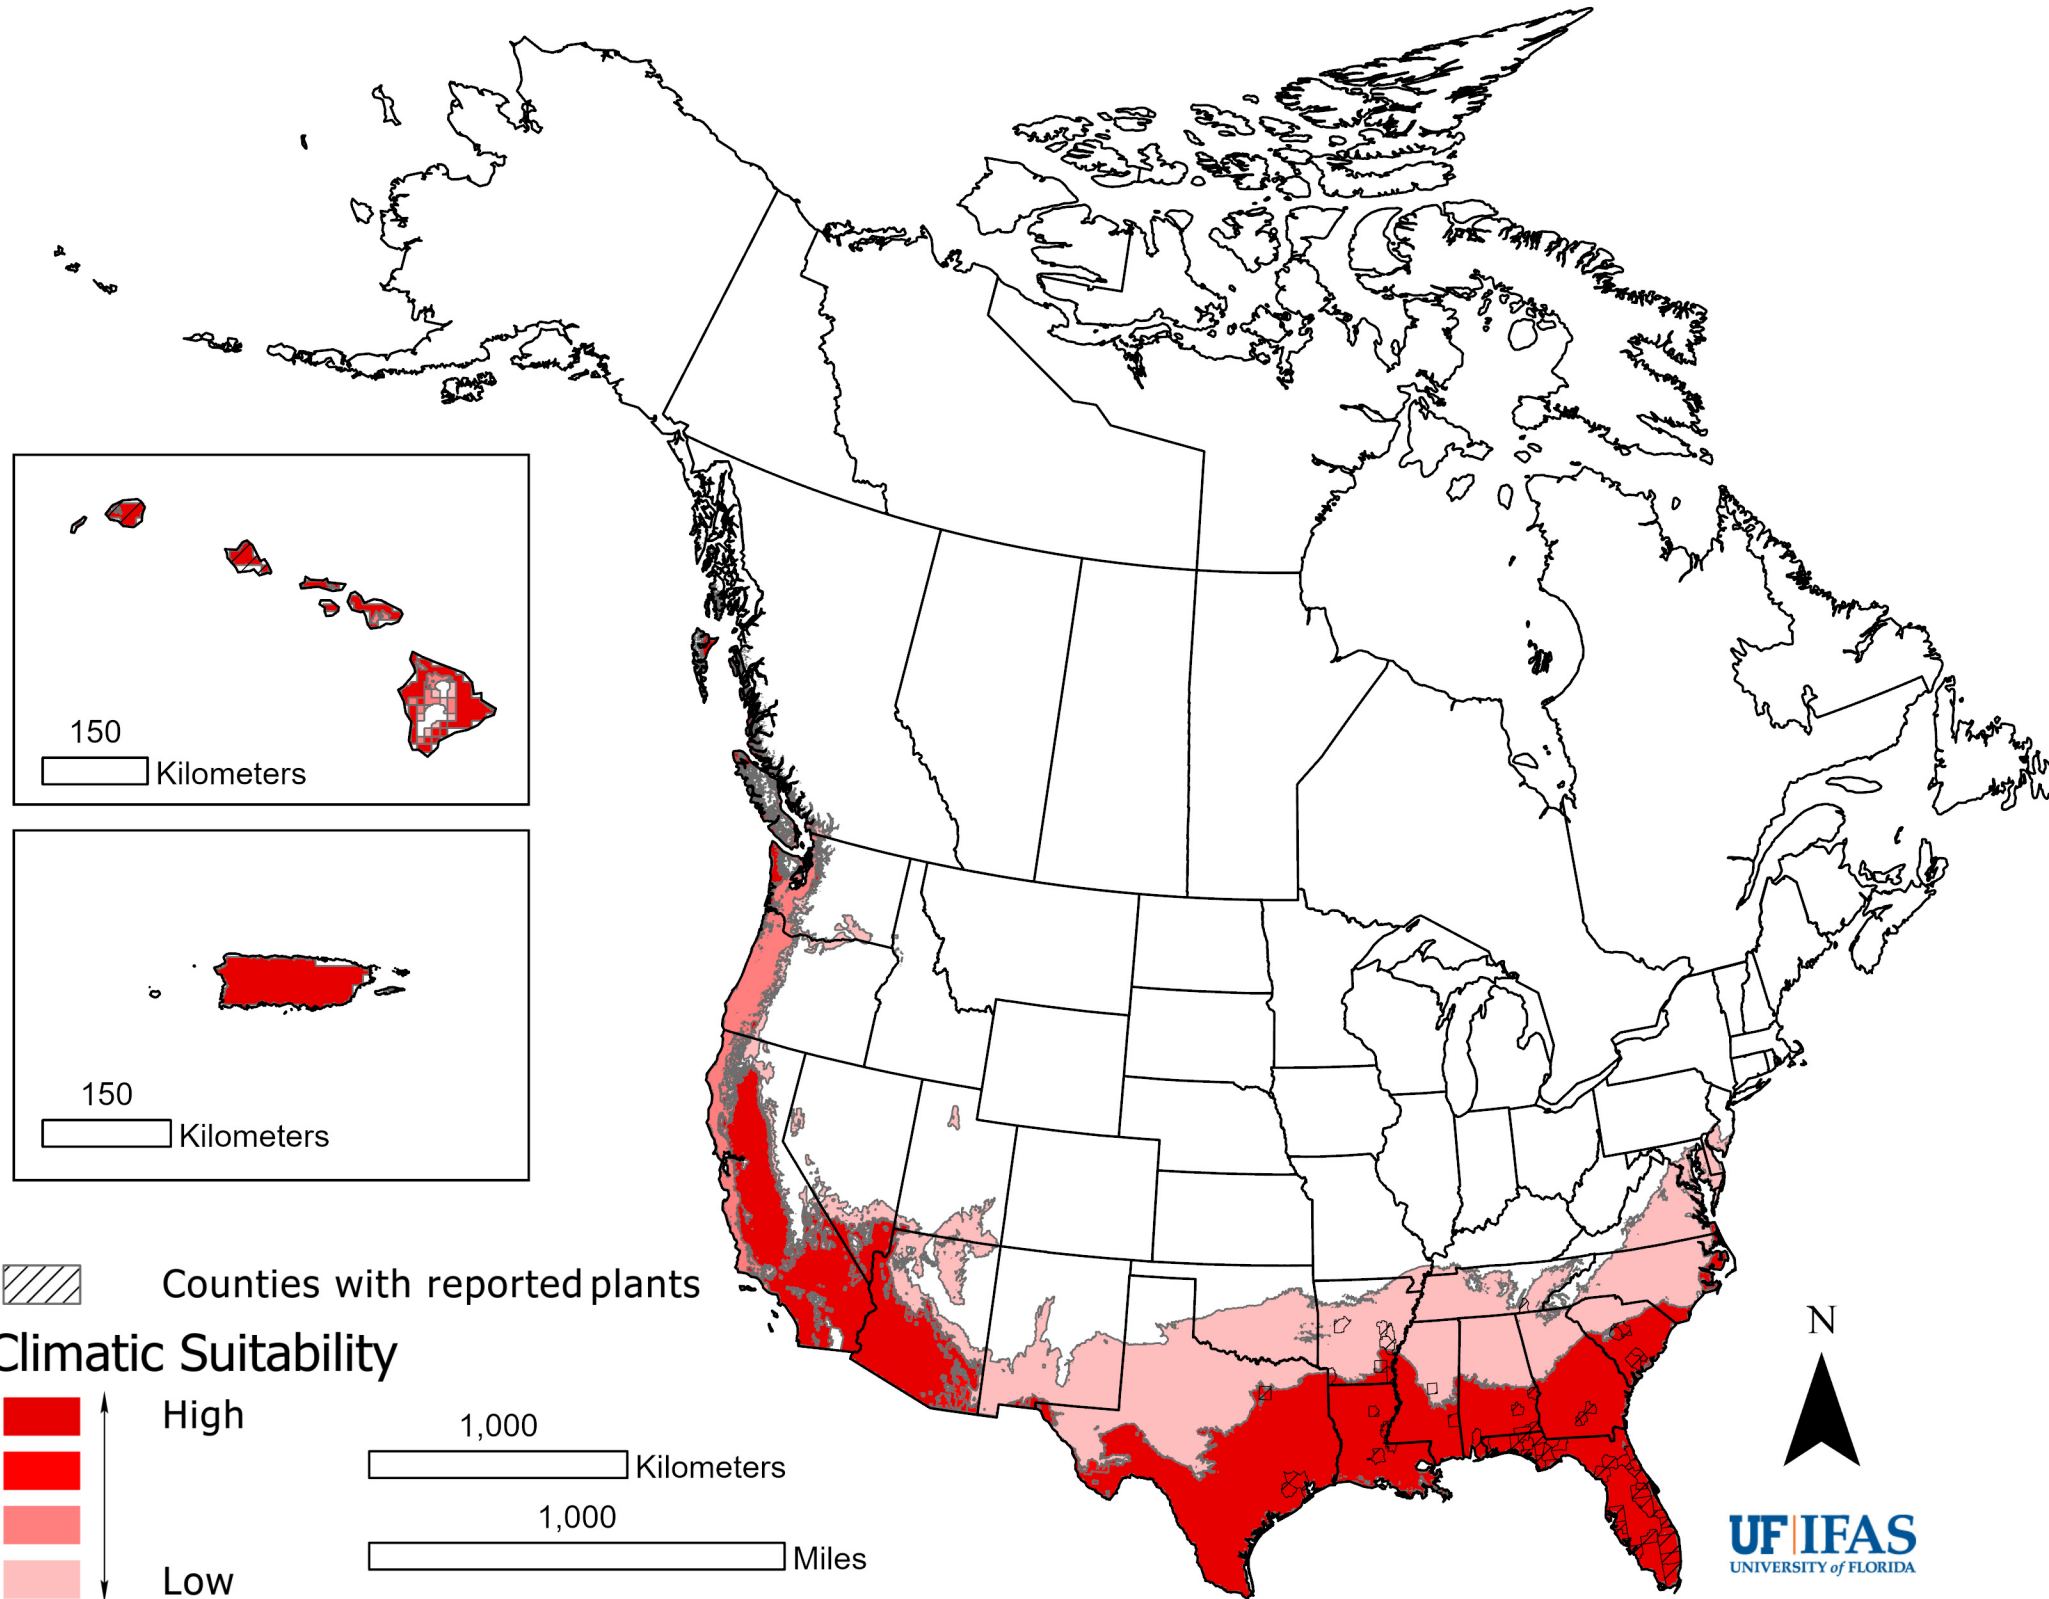 150
Kilometers
150
Kilometers
Counties with reported plants
Climatic Suitability
High
Low
1,000
Kilometers
1,000
Miles
N
UF|IFAS
UNIVERSITY of FLORIDA